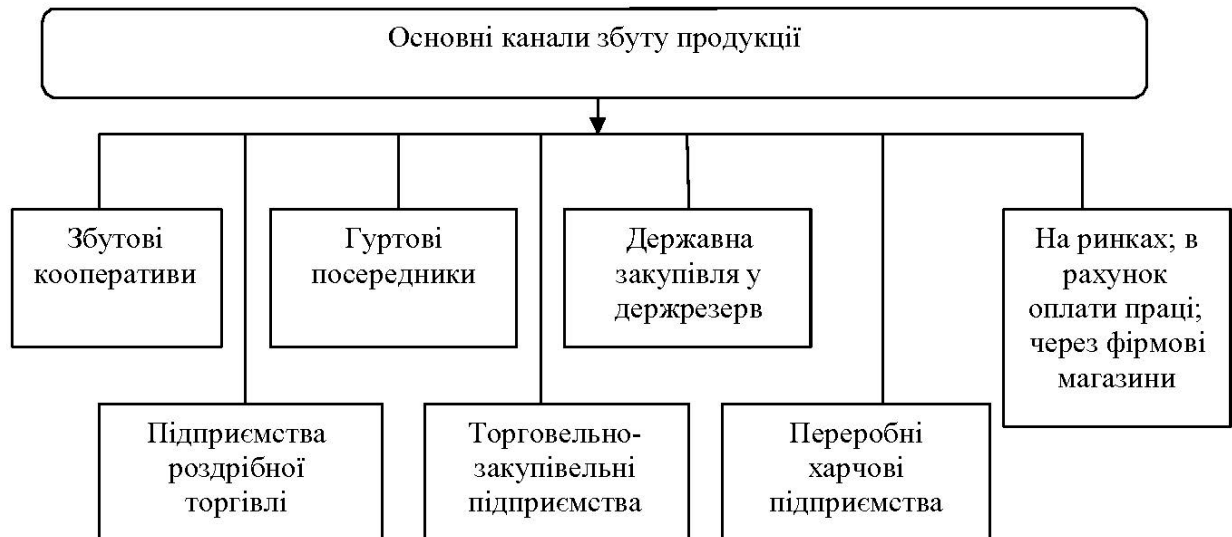 Основні канали збуту продукції
Збутові
кооперативи
Гуртові
посередники
Державна
закупівля у
держрезерв
На ринках; в
рахунок
оплати праці;
через фірмові
магазини
Підприємства
роздрібної
торгівлі
Торговельно-
закупівельні
підприємства
Переробні
харчові
підприємства